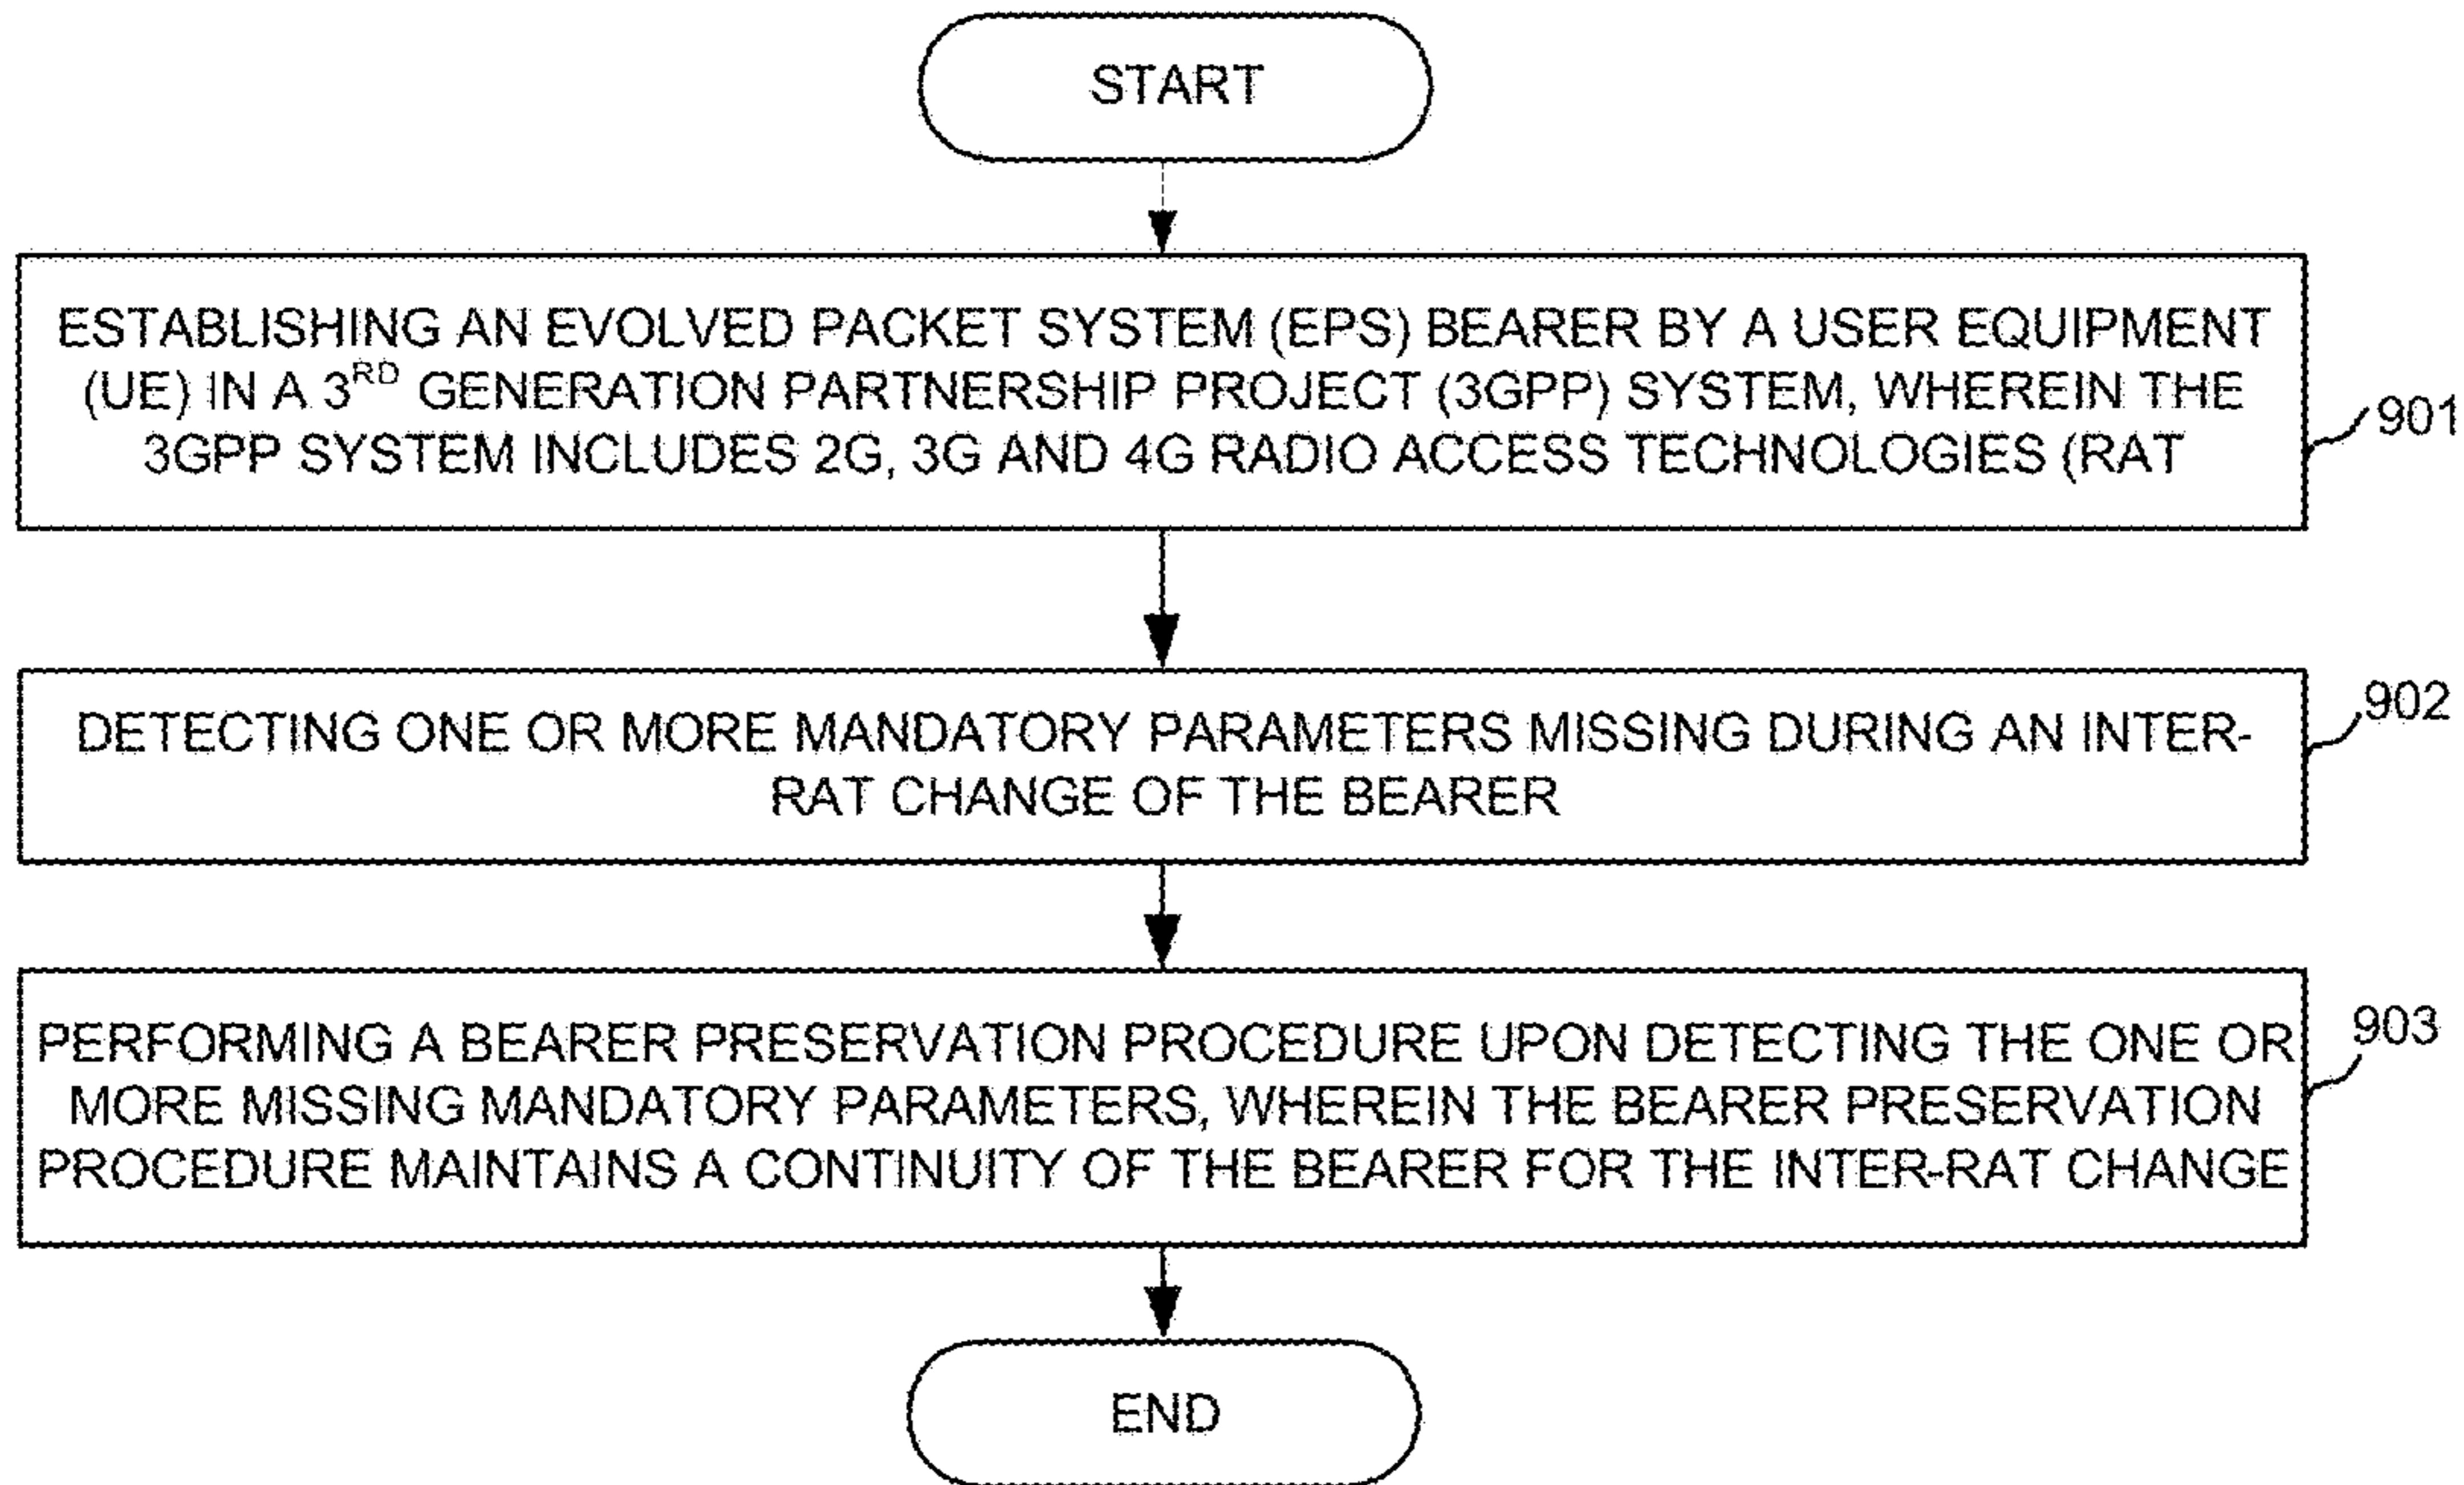 START
ESTABLISHING AN EVOLVED PACKET SYSTEM (EPS) BEARER BY A USER EQUIPMENT
(UE) IN A 3RD GENERATION PARTNERSHIP PROJECT (3GPP) SYSTEM, WHEREIN THE
3GPP SYSTEM INCLUDES 2G, 3G AND 4G RADIO ACCESS TECHNOLOGIES (RAT
901
DETECTING ONE OR MORE MANDATORY PARAMETERS MISSING DURING AN INTER-
RAT CHANGE OF THE BEARER
902
PERFORMING A BEARER PRESERVATION PROCEDURE UPON DETECTING THE ONE OR
MORE MISSING MANDATORY PARAMETERS, WHEREIN THE BEARER PRESERVATION
PROCEDURE MAINTAINS A CONTINUITY OF THE BEARER FOR THE INTER-RAT CHANGE
903
END